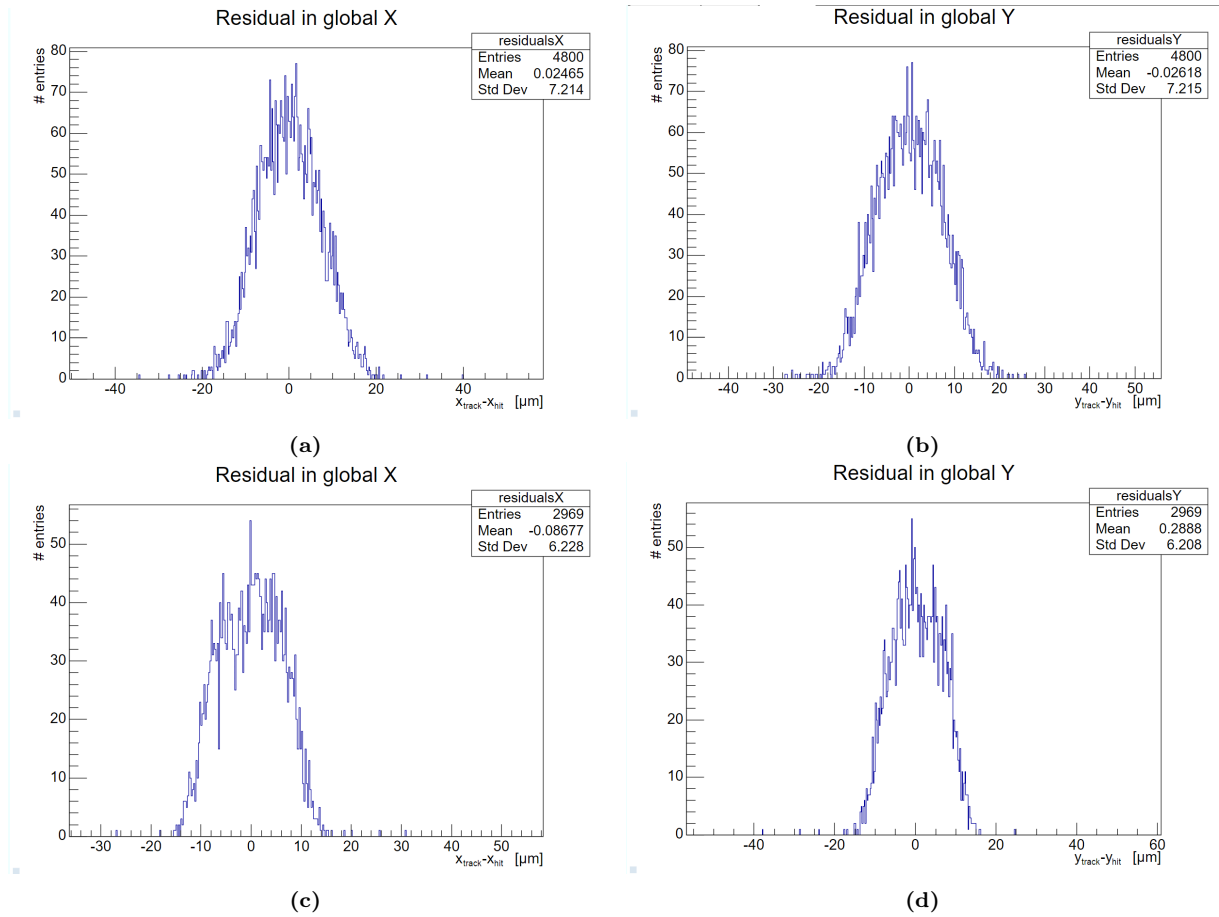 Residual in global X
residualsX
Entries 4800
Mean 0.02465
Std Dev 7.214
# entries
80
70
60
50
40
30
20
10
0
-40 -20 0 20 40
x_track-x_hit [µm]
(a)
Residual in global Y
residualsY
Entries 4800
Mean -0.02618
Std Dev 7.215
# entries
80
70
60
50
40
30
20
10
0
-40 -30 -20 -10 0 10 20 30 40 50
y_track-y_hit [µm]
(b)
Residual in global X
residualsX
Entries 2969
Mean -0.08677
Std Dev 6.228
# entries
50
40
30
20
10
0
-30 -20 -10 0 10 20 30 40 50
x_track-x_hit [µm]
(c)
Residual in global Y
residualsY
Entries 2969
Mean 0.2888
Std Dev 6.208
# entries
50
40
30
20
10
0
-40 -20 0 20 40 60
y_track-y_hit [µm]
(d)